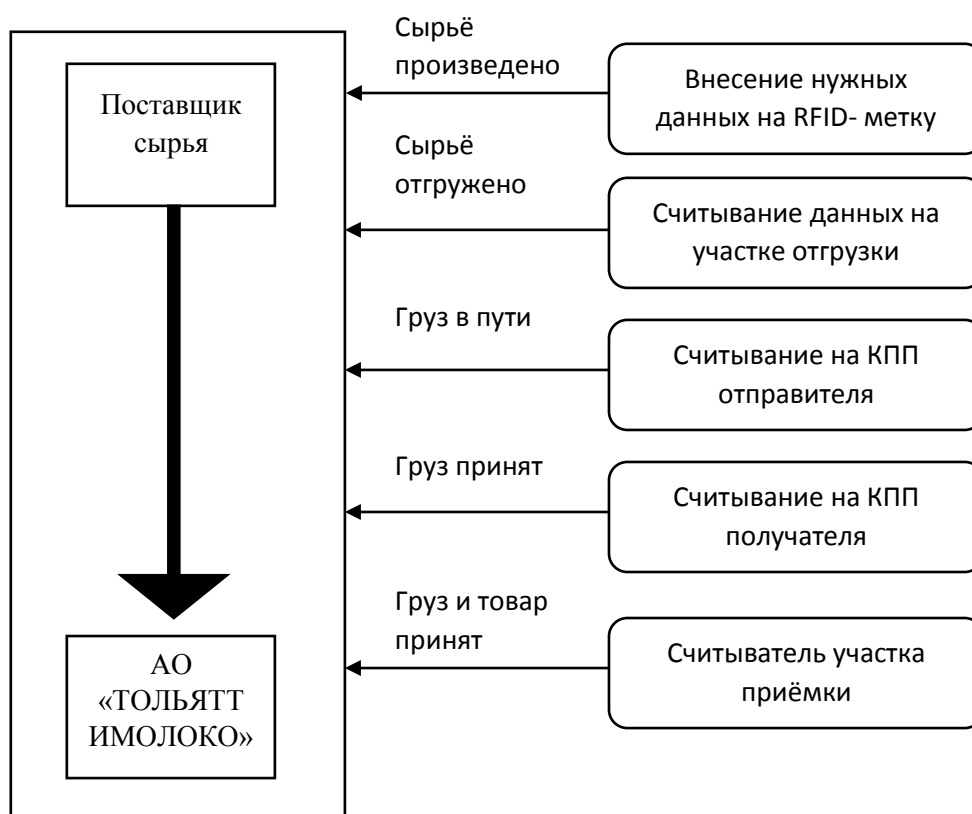 Поставщик
сырья
АО
«ТОЛЬЯТТ
ИМОЛОКО»
Сырьё
произведено
Внесение нужных
данных на RFID- метку
Сырьё
отгружено
Считывание данных на
участке отгрузки
Груз в пути
Считывание на КПП
отправителя
Груз принят
Считывание на КПП
получателя
Груз и товар
принят
Считыватель участка
приёмки